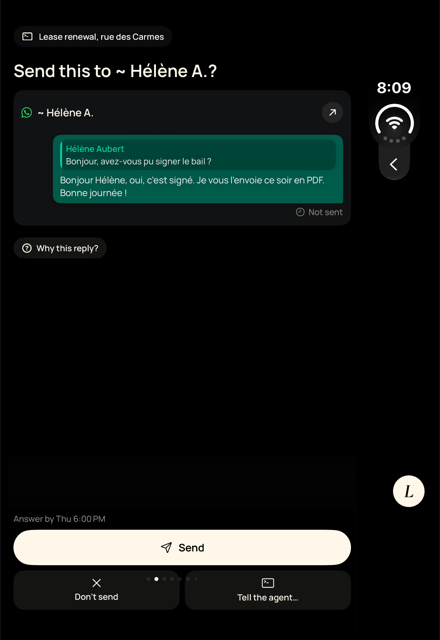 Lease renewal, rue des Carmes
Send this to ~ Hélène A.?
8:09
~ Hélène A.
Hélène Aubert
Bonjour, avez-vous pu signer le bail ?
Bonjour Hélène, oui, c'est signé. Je vous l'envoie ce soir en PDF.
Bonne journée !
Not sent
Why this reply?
L
Answer by Thu 6:00 PM
Send
Don't send
Tell the agent...